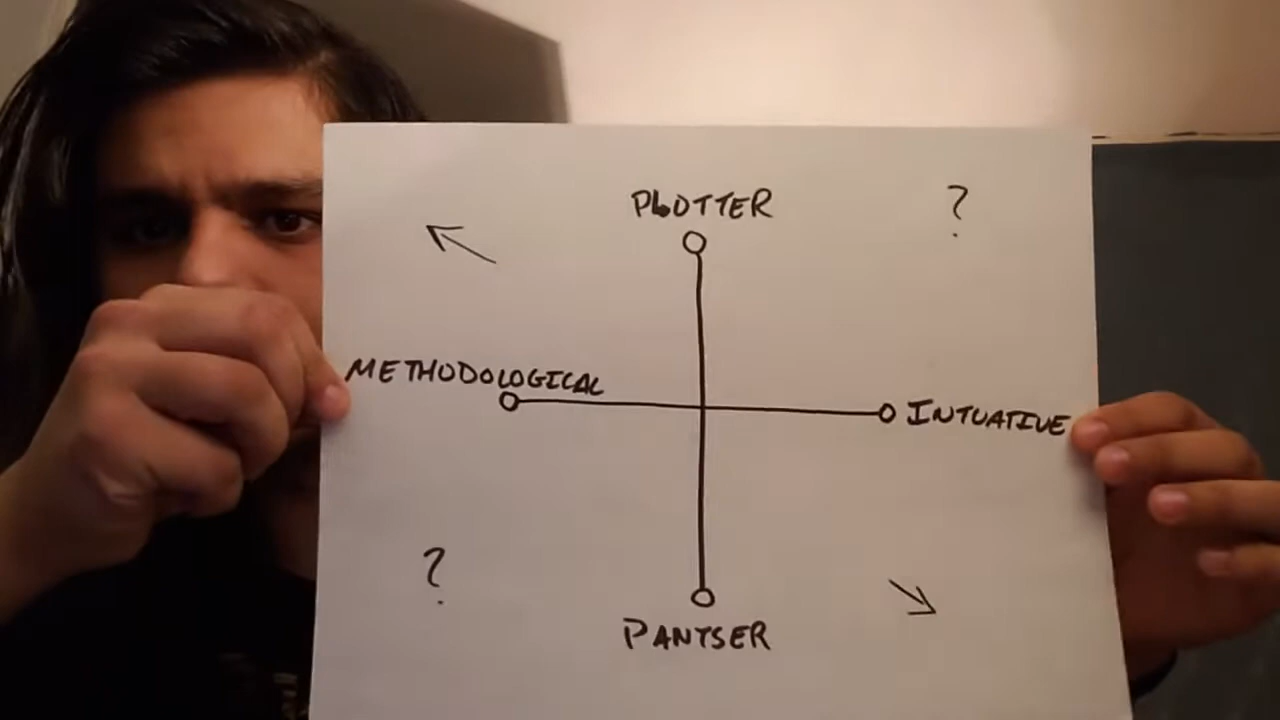 PLOTTER
?
METHODOLOGICAL
INTUATIVE
?
PANTSER